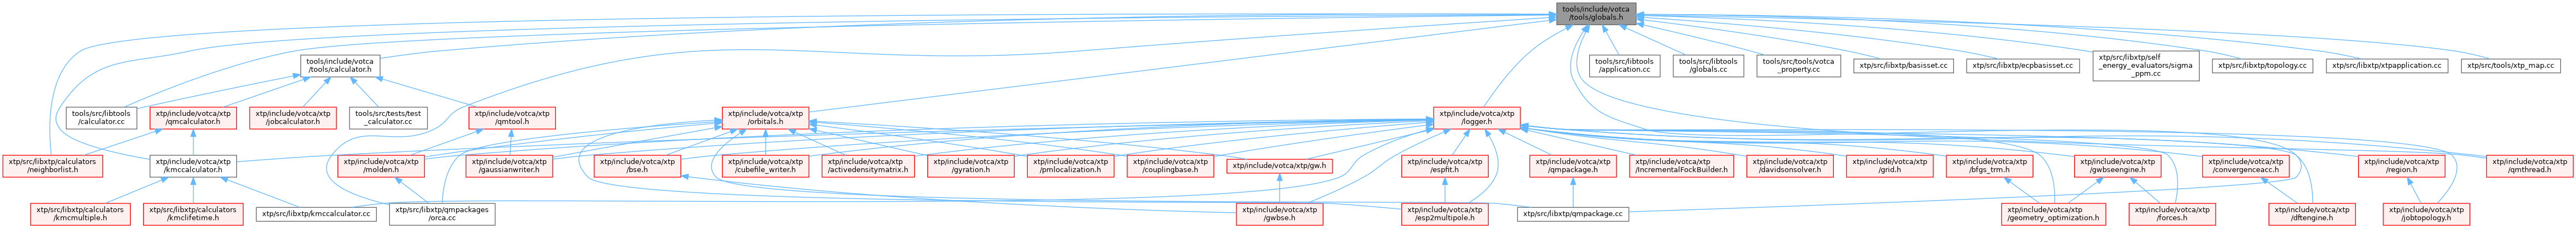 tools/include/votca
/tools/globals.h
tools/include/votca
/tools/calculator.h
tools/src/libtools
/application.cc
tools/src/libtools
/globals.cc
tools/src/tools/votca
_property.cc
xtp/src/libxtp/basisset.cc
xtp/src/libxtp/ecpbasisset.cc
xtp/src/libxtp/self
_energy_evaluators/sigma
_ppm.cc
xtp/src/libxtp/topology.cc
xtp/src/libxtp/xtpapplication.cc
xtp/src/tools/xtp_map.cc
tools/src/libtools
/calculator.cc
xtp/include/votca/xtp
/qmcalculator.h
xtp/include/votca/xtp
/jobcalculator.h
tools/src/tests/test
_calculator.cc
xtp/include/votca/xtp
/qmtool.h
xtp/include/votca/xtp
/orbitals.h
xtp/include/votca/xtp
/logger.h
xtp/src/libxtp/calculators
/neighborlist.h
xtp/include/votca/xtp
/kmccalculator.h
xtp/include/votca/xtp
/molden.h
xtp/include/votca/xtp
/gaussianwriter.h
xtp/include/votca/xtp
/bse.h
xtp/include/votca/xtp
/cubefile_writer.h
xtp/include/votca/xtp
/activedensitymatrix.h
xtp/include/votca/xtp
/gyration.h
xtp/include/votca/xtp
/pmlocalization.h
xtp/include/votca/xtp
/couplingbase.h
xtp/include/votca/xtp/gw.h
xtp/include/votca/xtp
/espfit.h
xtp/include/votca/xtp
/qmpackage.h
xtp/include/votca/xtp
/IncrementalFockBuilder.h
xtp/include/votca/xtp
/davidsonsolver.h
xtp/include/votca/xtp
/grid.h
xtp/include/votca/xtp
/bfgs_trm.h
xtp/include/votca/xtp
/gwbseengine.h
xtp/include/votca/xtp
/convergenceacc.h
xtp/include/votca/xtp
/region.h
xtp/include/votca/xtp
/qmthread.h
xtp/src/libxtp/calculators
/kmcmultiple.h
xtp/src/libxtp/calculators
/kmclifetime.h
xtp/src/libxtp/kmccalculator.cc
xtp/src/libxtp/qmpackages
/orca.cc
xtp/include/votca/xtp
/gwbse.h
xtp/include/votca/xtp
/esp2multipole.h
xtp/src/libxtp/qmpackage.cc
xtp/include/votca/xtp
/geometry_optimization.h
xtp/include/votca/xtp
/forces.h
xtp/include/votca/xtp
/dftengine.h
xtp/include/votca/xtp
/jobtopology.h